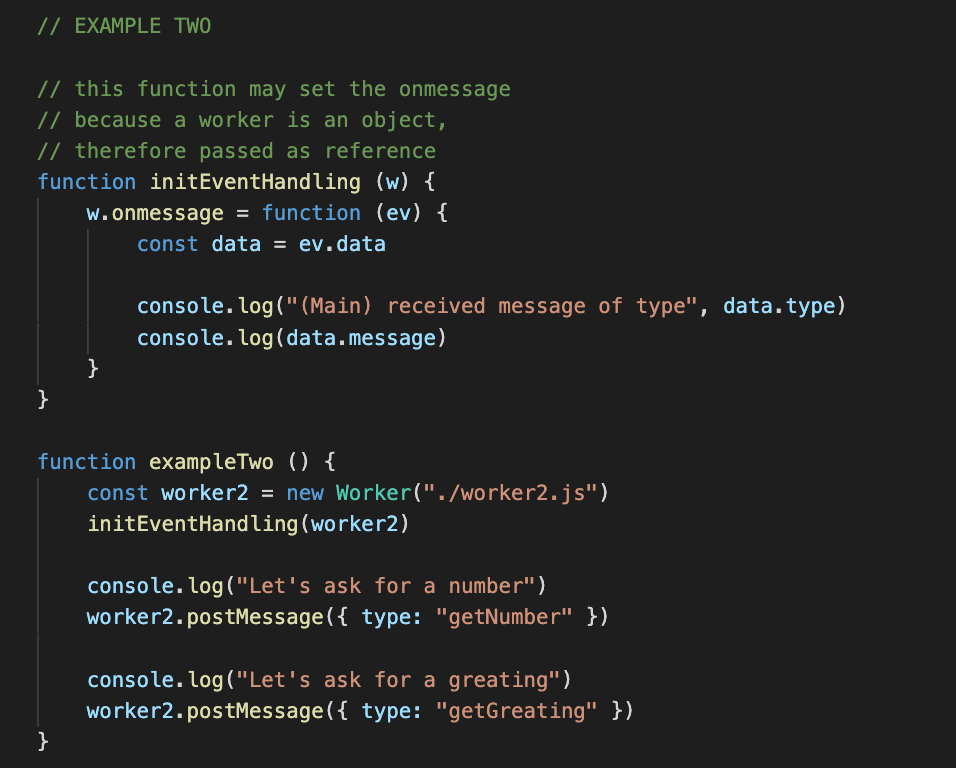 // EXAMPLE TWO
// this function may set the onmessage
// because a worker is an object,
// therefore passed as reference
function initEventHandling (w) {
w.onmessage = function (ev) {
const data = ev.data
console.log("(Main) received message of type", data.type)
console.log(data.message)
}
}
function exampleTwo () {
const worker2 = new Worker("./worker2.js")
initEventHandling(worker2)
console.log("Let's ask for a number")
worker2.postMessage({ type: "getNumber" })
console.log("Let's ask for a greating")
worker2.postMessage({ type: "getGreating" })
}